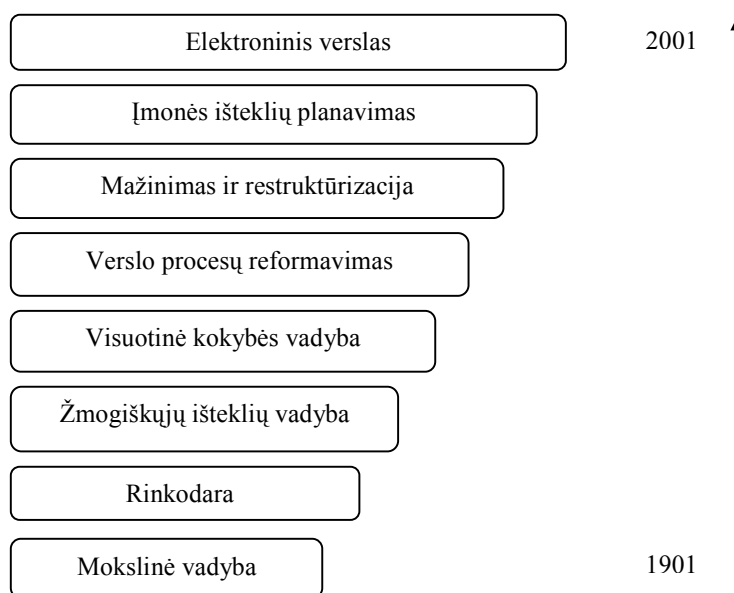 Elektroninis verslas 2001
Įmonės išteklių planavimas
Mažinimas ir restruktūrizacija
Verslo procesų reformavimas
Visuotinė kokybės vadyba
Žmogiškųjų išteklių vadyba
Rinkodara
Mokslinė vadyba 1901